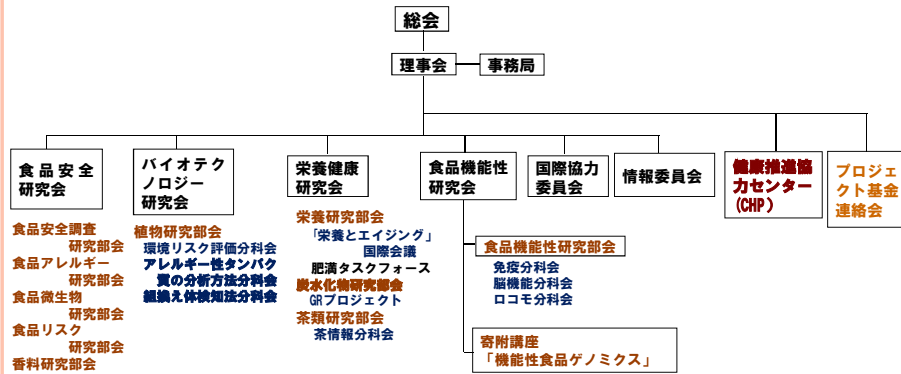 総会
理事会
事務局
食品安全
研究会
バイオテク
ノロジー
研究会
栄養健康
研究会
食品機能性
研究会
国際協力
委員会
情報委員会
健康推進協
力センター
(CHP)
プロジェ
クト基金
連絡会
食品安全調査
研究部会
食品アレルギー
研究部会
食品微生物
研究部会
食品リスク
研究部会
香料研究部会
植物研究部会
環境リスク評価分科会
アレルギー性タンパク
質の分析方法分科会
組換え体検知法分科会
栄養研究部会
「栄養とエイジング」
国際会議
肥満タスクフォース
炭水化物研究部会
GRプロジェクト
茶類研究部会
茶情報分科会
食品機能性研究部会
免疫分科会
脳機能分科会
ロコモ分科会
寄附講座
「機能性食品ゲノミクス」